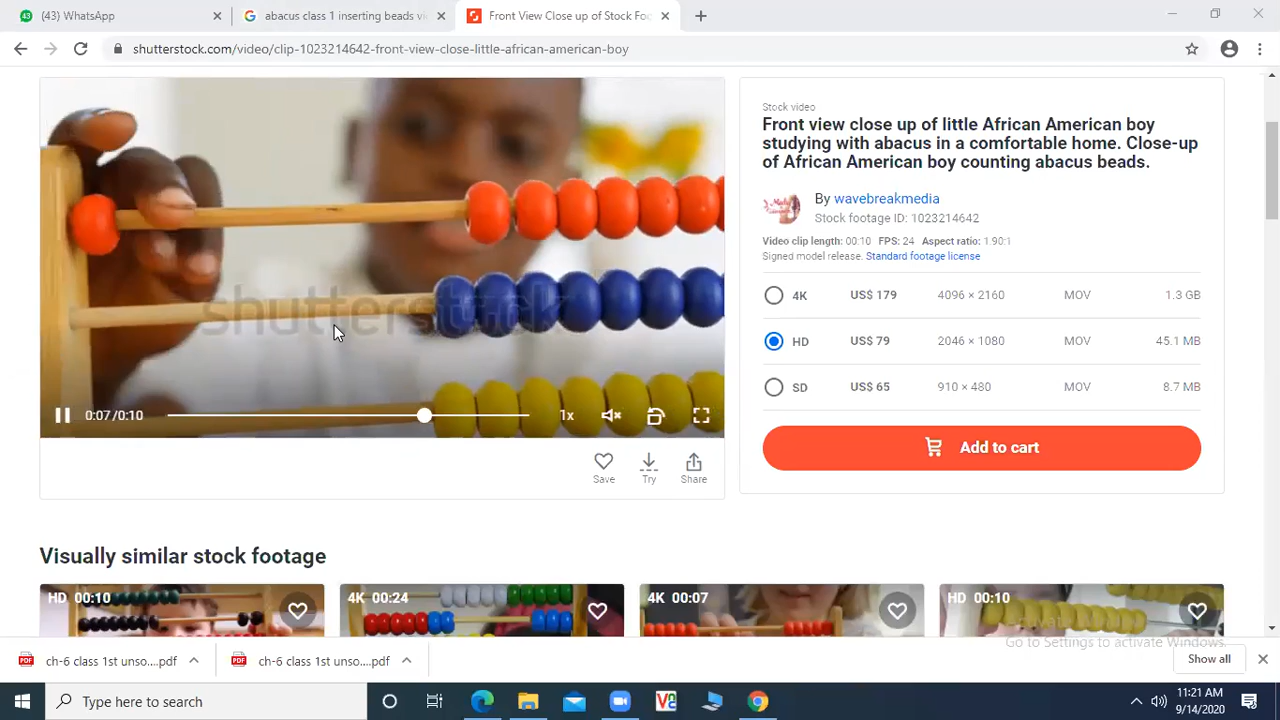 (43) WhatsApp
abacus class 1 inserting beads vi
Front View Close up of Stock Foo
shutterstock.com/video/clip-1023214642-front-view-close-little-african-american-boy
Stock video
Front view close up of little African American boy
studying with abacus in a comfortable home. Close-up
of African American boy counting abacus beads.
By wavebreakmedia
Stock footage ID: 1023214642
Video clip length: 00:10 FPS: 24 Aspect ratio: 1.90:1
Signed model release. Standard footage license
4K US$ 179 4096 × 2160 MOV 1.3 GB
HD US$ 79 2046 × 1080 MOV 45.1 MB
SD US$ 65 910 × 480 MOV 8.7 MB
Add to cart
shutterstock
0:07/0:10 1x
Save Try Share
Visually similar stock footage
HD 00:10 4K 00:24 4K 00:07 HD 00:10
Activate Windows
Go to Settings to activate Windows.
ch-6 class 1st unso....pdf ch-6 class 1st unso....pdf Show all
Type here to search
11:21 AM
9/14/2020